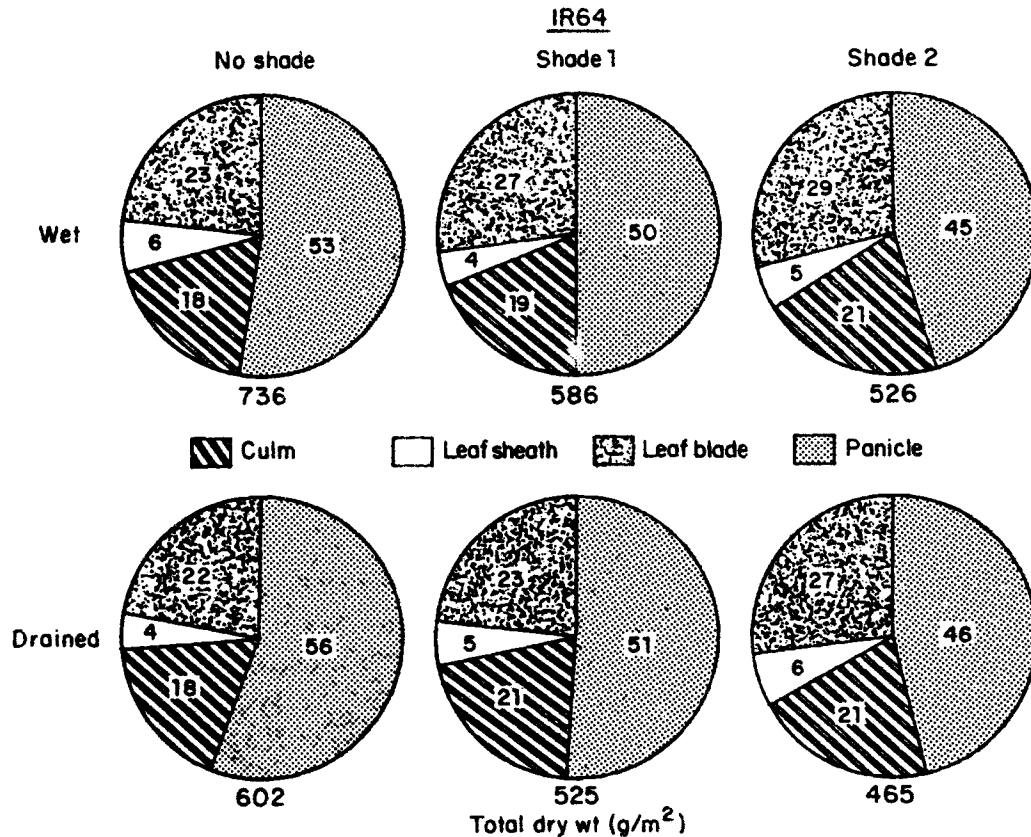 IR64
No shade Shade 1 Shade 2
Wet
23 27 29
6 53 4 50 5 45
18 19 21
736 586 526
Culm Leaf sheath Leaf blade Panicle
Drained
22 23 27
4 56 5 51 6 46
18 21 21
602 525 465
Total dry wt (g/m²)